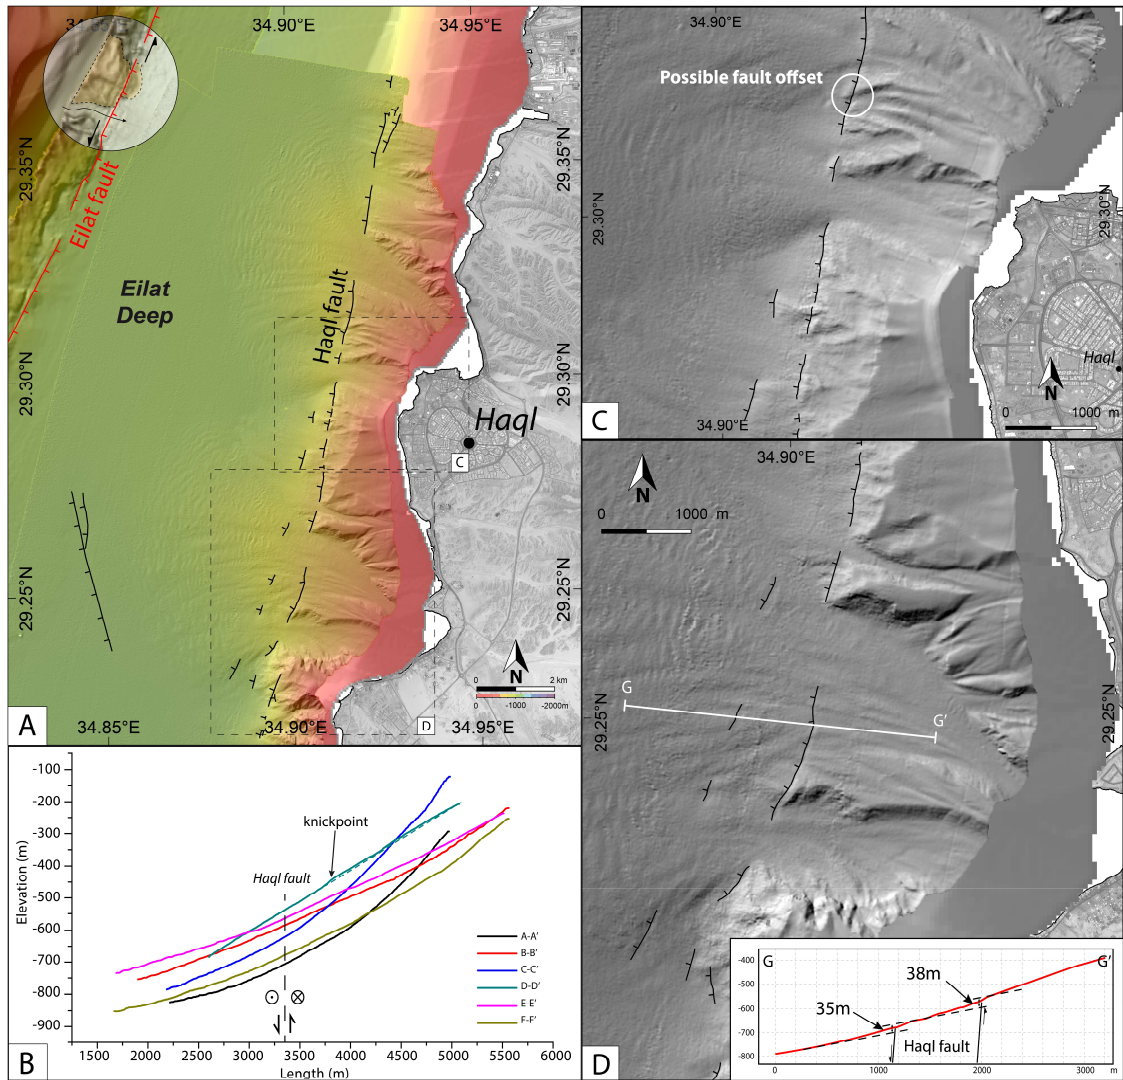 34.85°E
34.90°E
34.95°E
29.35°N
29.35°N
Eilat fault
Eilat
Deep
Haql fault
29.30°N
29.30°N
Haql
C
29.25°N
29.25°N
N
0 2 km
0 -1000 -2000m
A
34.85°E
34.90°E
34.95°E
D
34.90°E
Possible fault offset
29.30°N
29.30°N
Haql
N
0 1000 m
C
34.90°E
-100
-200
-300
-400
-500
-600
-700
-800
-900
Elevation (m)
knickpoint
Haql fault
A-A'
B-B'
C-C'
D-D'
E E'
F-F'
1500 2000 2500 3000 3500 4000 4500 5000 5500 6000
Length (m)
B
34.90°E
N
0 1000 m
G
G'
29.25°N
29.25°N
D
G
G'
-400
-500
-600
-700
-800
38m
35m
Haql fault
0 1000 2000 3000 m